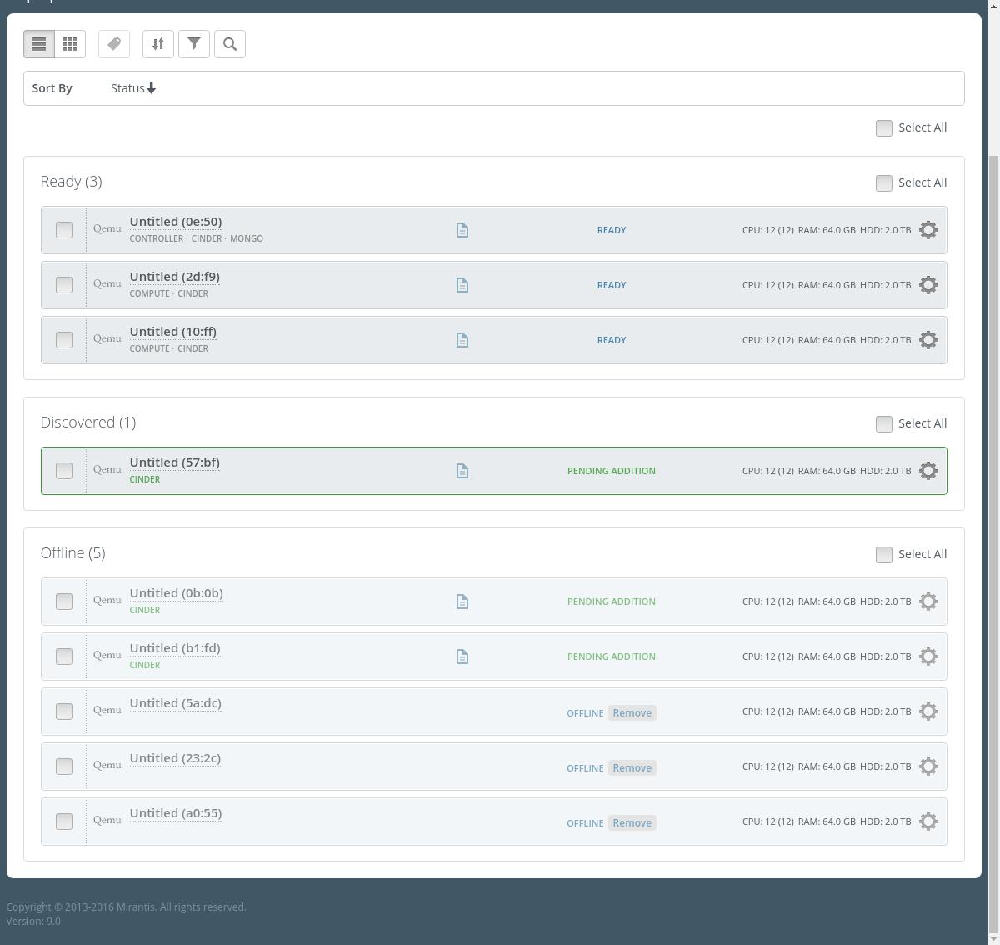 Sort By Status
Select All
Ready (3) Select All
Qemu Untitled (0e:50) READY CPU: 12 (12) RAM: 64.0 GB HDD: 2.0 TB
CONTROLLER · CINDER · MONGO
Qemu Untitled (2d:f9) READY CPU: 12 (12) RAM: 64.0 GB HDD: 2.0 TB
COMPUTE · CINDER
Qemu Untitled (10:ff) READY CPU: 12 (12) RAM: 64.0 GB HDD: 2.0 TB
COMPUTE · CINDER
Discovered (1) Select All
Qemu Untitled (57:bf) PENDING ADDITION CPU: 12 (12) RAM: 64.0 GB HDD: 2.0 TB
CINDER
Offline (5) Select All
Qemu Untitled (0b:0b) PENDING ADDITION CPU: 12 (12) RAM: 64.0 GB HDD: 2.0 TB
CINDER
Qemu Untitled (b1:fd) PENDING ADDITION CPU: 12 (12) RAM: 64.0 GB HDD: 2.0 TB
CINDER
Qemu Untitled (5a:dc) OFFLINE Remove CPU: 12 (12) RAM: 64.0 GB HDD: 2.0 TB
Qemu Untitled (23:2c) OFFLINE Remove CPU: 12 (12) RAM: 64.0 GB HDD: 2.0 TB
Qemu Untitled (a0:55) OFFLINE Remove CPU: 12 (12) RAM: 64.0 GB HDD: 2.0 TB
Copyright © 2013-2016 Mirantis. All rights reserved.
Version: 9.0